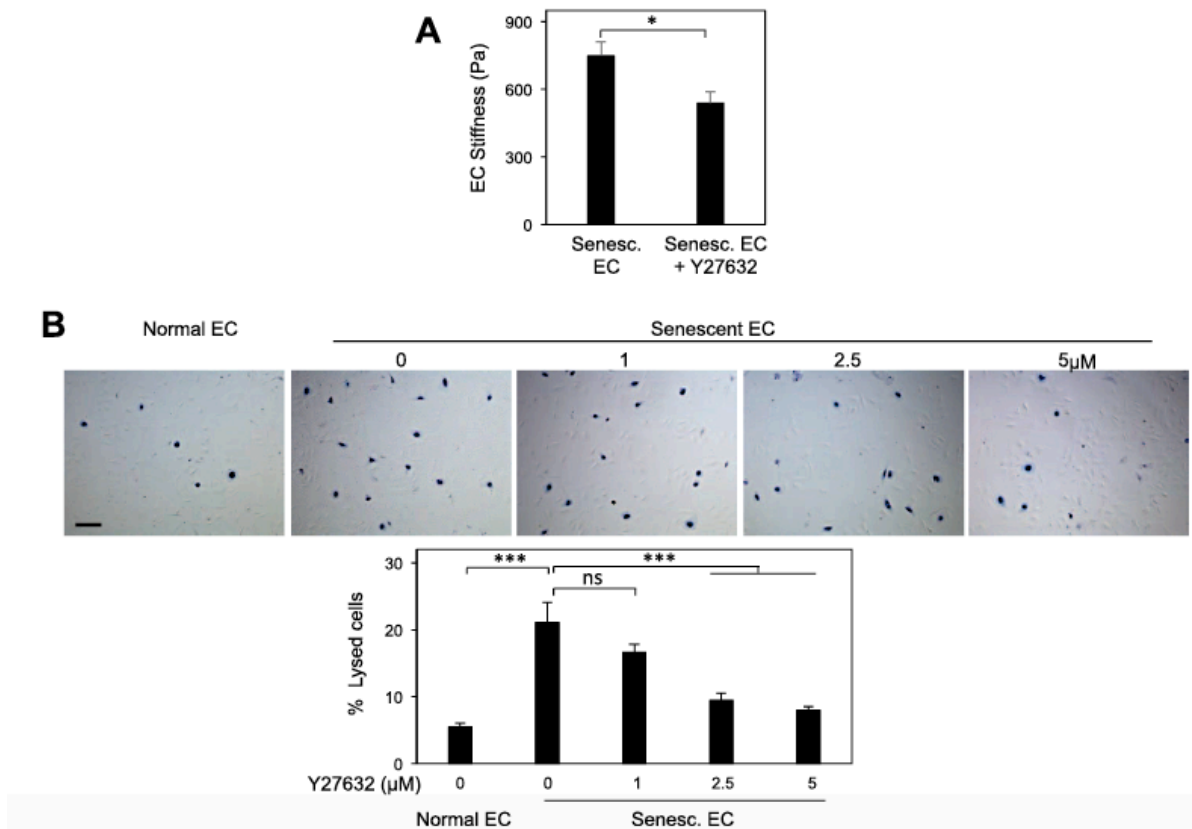 A
900
*
600
300
0
EC Stiffness (Pa)
Senesc. EC
Senesc. EC + Y27632
B
Normal EC
Senescent EC
0 1 2.5 5µM
30
20
10
0
% Lysed cells
*** ***
ns
Y27632 (µM) 0 0 1 2.5 5
Normal EC Senesc. EC